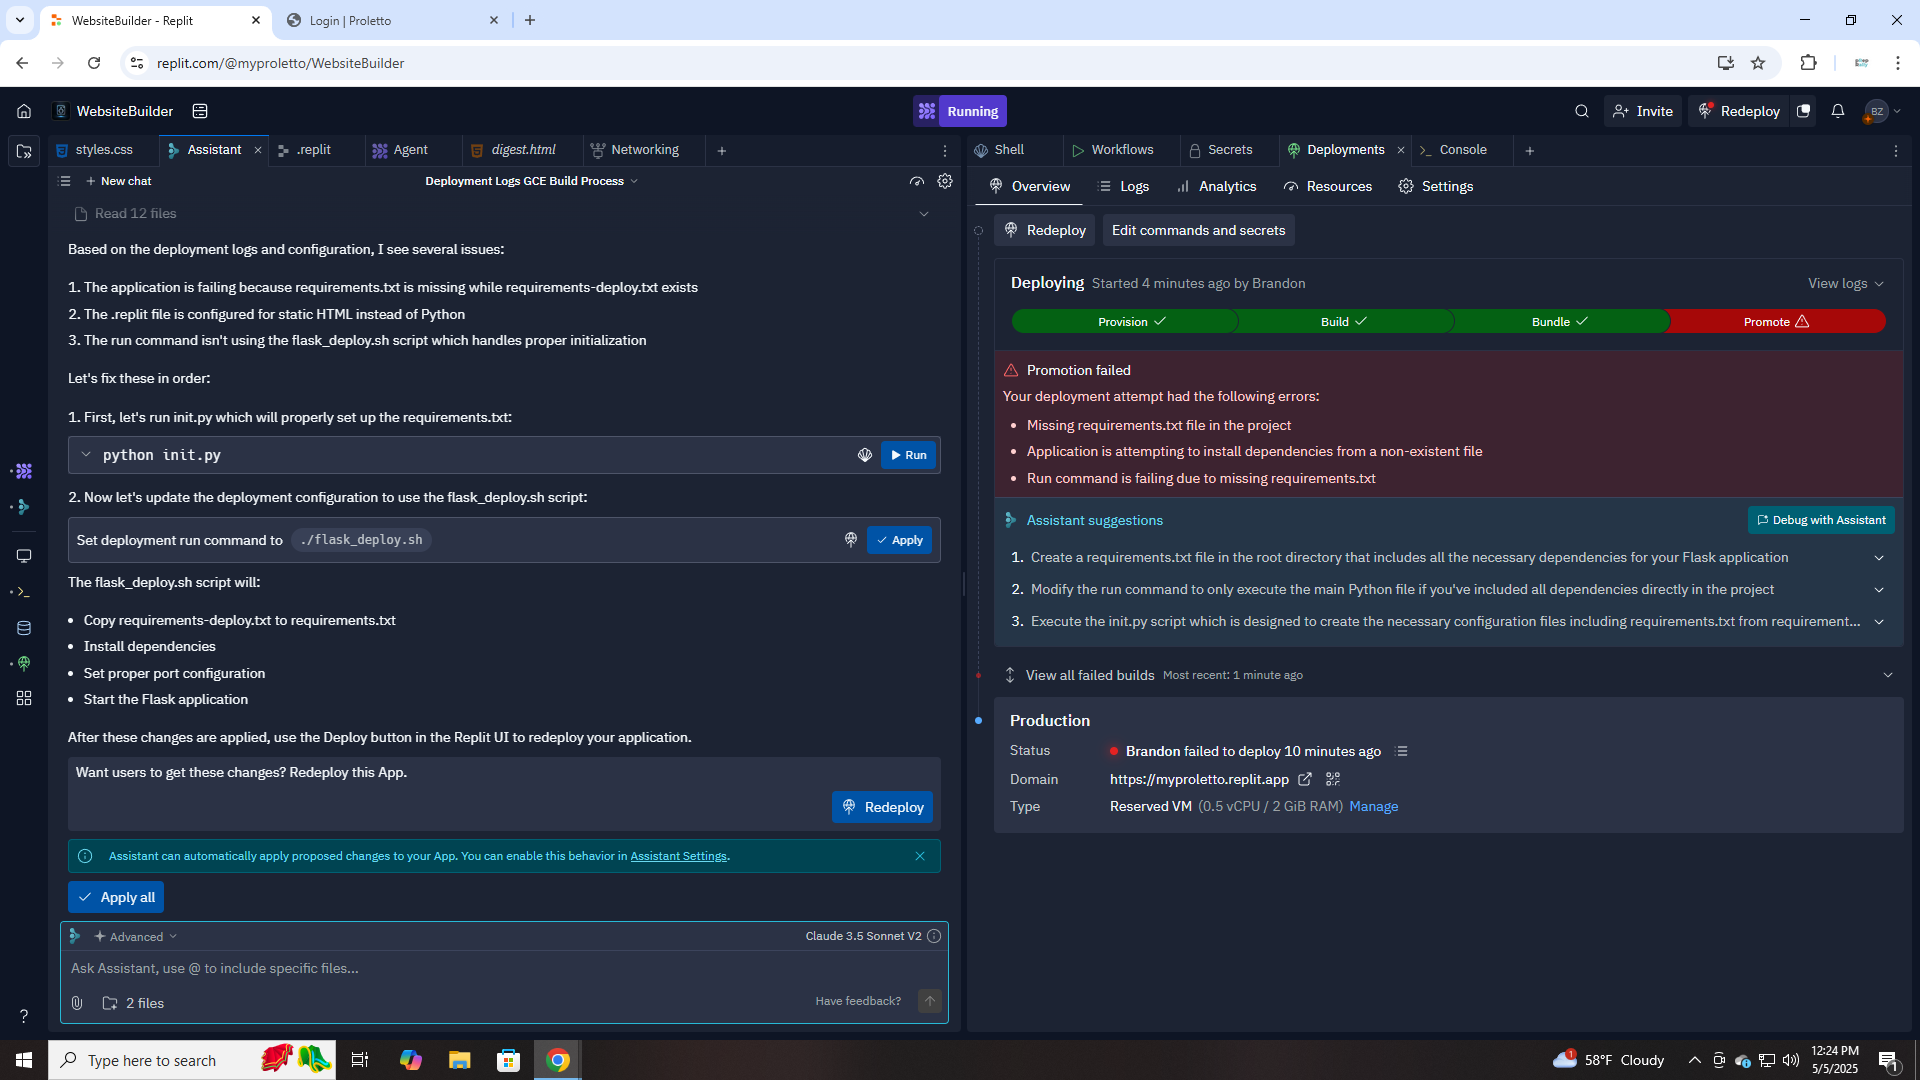 WebsiteBuilder - Replit
Login | Proletto
replit.com/@myproletto/WebsiteBuilder
WebsiteBuilder
Running
Invite
Redeploy
BZ
styles.css
Assistant
.replit
Agent
digest.html
Networking
New chat
Deployment Logs GCE Build Process
Read 12 files
Based on the deployment logs and configuration, I see several issues:
1. The application is failing because requirements.txt is missing while requirements-deploy.txt exists
2. The .replit file is configured for static HTML instead of Python
3. The run command isn't using the flask_deploy.sh script which handles proper initialization
Let's fix these in order:
1. First, let's run init.py which will properly set up the requirements.txt:
python init.py
Run
2. Now let's update the deployment configuration to use the flask_deploy.sh script:
Set deployment run command to ./flask_deploy.sh
Apply
The flask_deploy.sh script will:
• Copy requirements-deploy.txt to requirements.txt
• Install dependencies
• Set proper port configuration
• Start the Flask application
After these changes are applied, use the Deploy button in the Replit UI to redeploy your application.
Want users to get these changes? Redeploy this App.
Redeploy
Assistant can automatically apply proposed changes to your App. You can enable this behavior in Assistant Settings.
Apply all
Advanced
Claude 3.5 Sonnet V2
Ask Assistant, use @ to include specific files...
2 files
Have feedback?
Shell
Workflows
Secrets
Deployments
Console
Overview
Logs
Analytics
Resources
Settings
Redeploy
Edit commands and secrets
Deploying Started 4 minutes ago by Brandon
View logs
Provision
Build
Bundle
Promote
Promotion failed
Your deployment attempt had the following errors:
• Missing requirements.txt file in the project
• Application is attempting to install dependencies from a non-existent file
• Run command is failing due to missing requirements.txt
Assistant suggestions
Debug with Assistant
1. Create a requirements.txt file in the root directory that includes all the necessary dependencies for your Flask application
2. Modify the run command to only execute the main Python file if you've included all dependencies directly in the project
3. Execute the init.py script which is designed to create the necessary configuration files including requirements.txt from requirement...
View all failed builds Most recent: 1 minute ago
Production
Status
Brandon failed to deploy 10 minutes ago
Domain
https://myproletto.replit.app
Type
Reserved VM (0.5 vCPU / 2 GiB RAM) Manage
?
Type here to search
1
58°F Cloudy
12:24 PM
5/5/2025
1